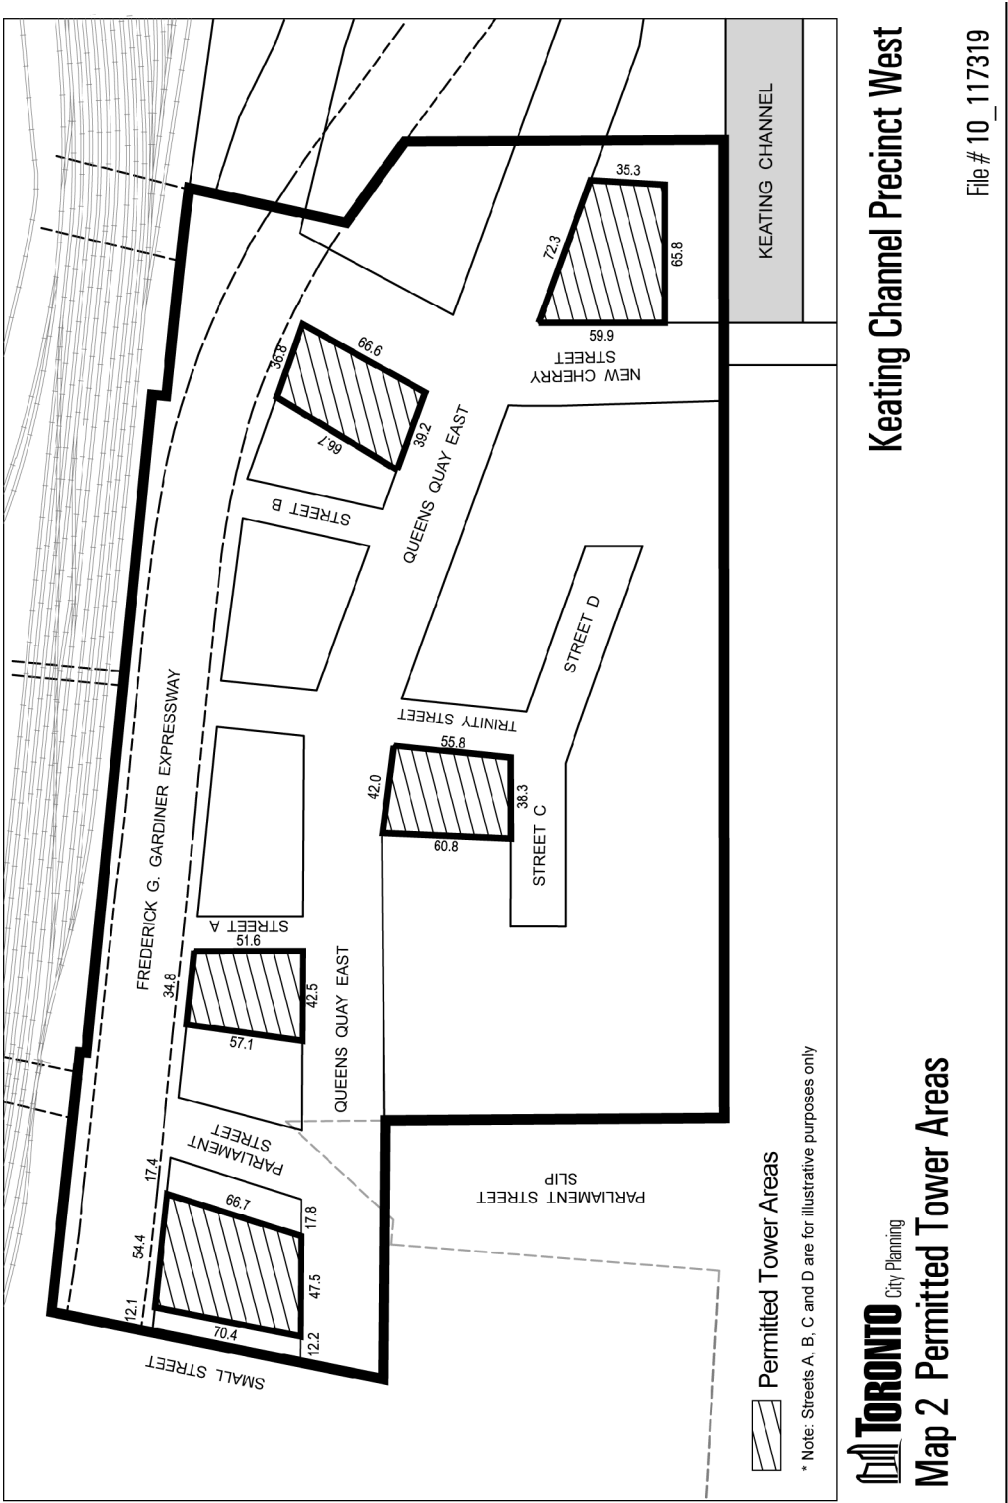 FREDERICK G. GARDINER EXPRESSWAY
SMALL STREET
12.1
54.4
17.4
70.4
66.7
12.2
47.5
17.8
PARLIAMENT
STREET
34.8
57.1
51.6
42.5
STREET A
QUEENS QUAY EAST
42.0
60.8
55.8
38.3
TRINITY STREET
STREET C
STREET D
STREET B
36.8
66.7
66.6
39.2
QUEENS QUAY EAST
72.3
35.3
59.9
65.8
NEW CHERRY
STREET
KEATING CHANNEL
PARLIAMENT STREET
SLIP
Permitted Tower Areas
* Note: Streets A, B, C and D are for illustrative purposes only
TORONTO City Planning
Map 2 Permitted Tower Areas
Keating Channel Precinct West
File # 10_117319